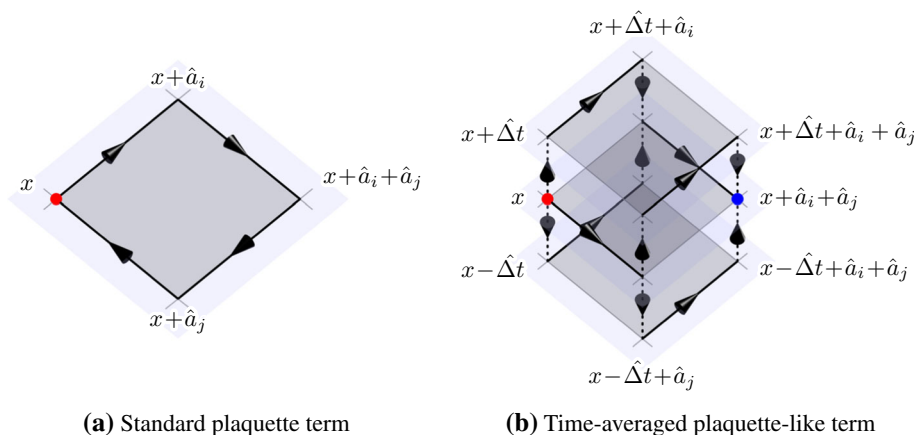 x+â_i
x
x+â_i+â_j
x+â_j
(a) Standard plaquette term
x+Δ̂t+â_i
x+Δ̂t
x+Δ̂t+â_i+â_j
x
x+â_i+â_j
x−Δ̂t
x−Δ̂t+â_i+â_j
x−Δ̂t+â_j
(b) Time-averaged plaquette-like term